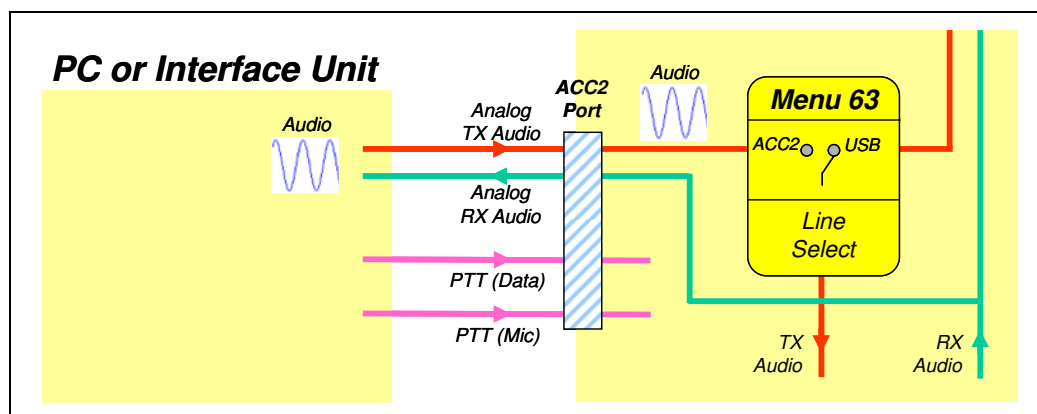 PC or Interface Unit
Audio
Analog
TX Audio
Analog
RX Audio
PTT (Data)
PTT (Mic)
ACC2
Port
Audio
Menu 63
ACC2
USB
Line
Select
TX
Audio
RX
Audio